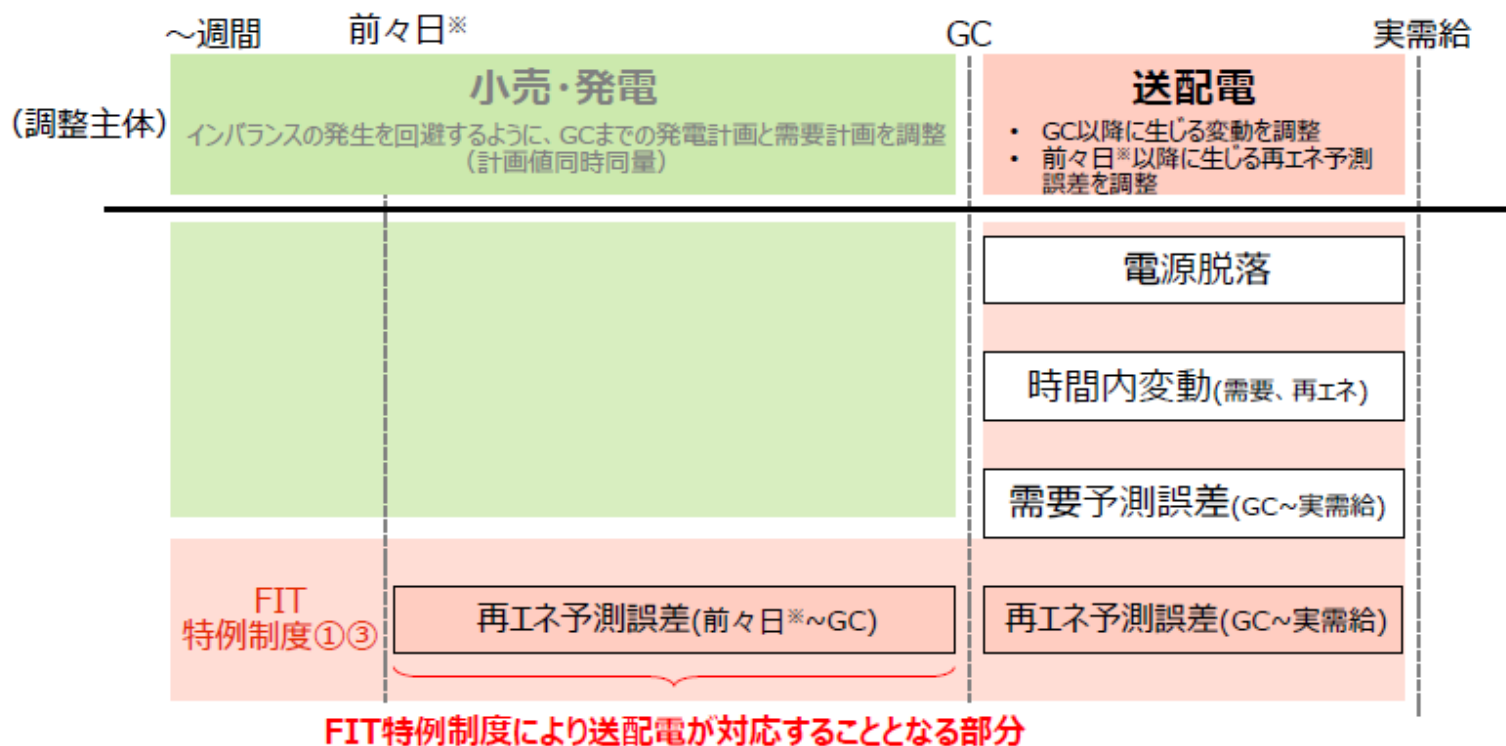 ～週間
前々日※
GC
実需給
(調整主体)
小売・発電
インバランスの発生を回避するように、GCまでの発電計画と需要計画を調整
（計画値同時同量）
送配電
• GC以降に生じる変動を調整
• 前々日※以降に生じる再エネ予測
誤差を調整
電源脱落
時間内変動(需要、再エネ)
需要予測誤差(GC~実需給)
FIT
特例制度①③
再エネ予測誤差(前々日※~GC)
再エネ予測誤差(GC~実需給)
FIT特例制度により送配電が対応することとなる部分